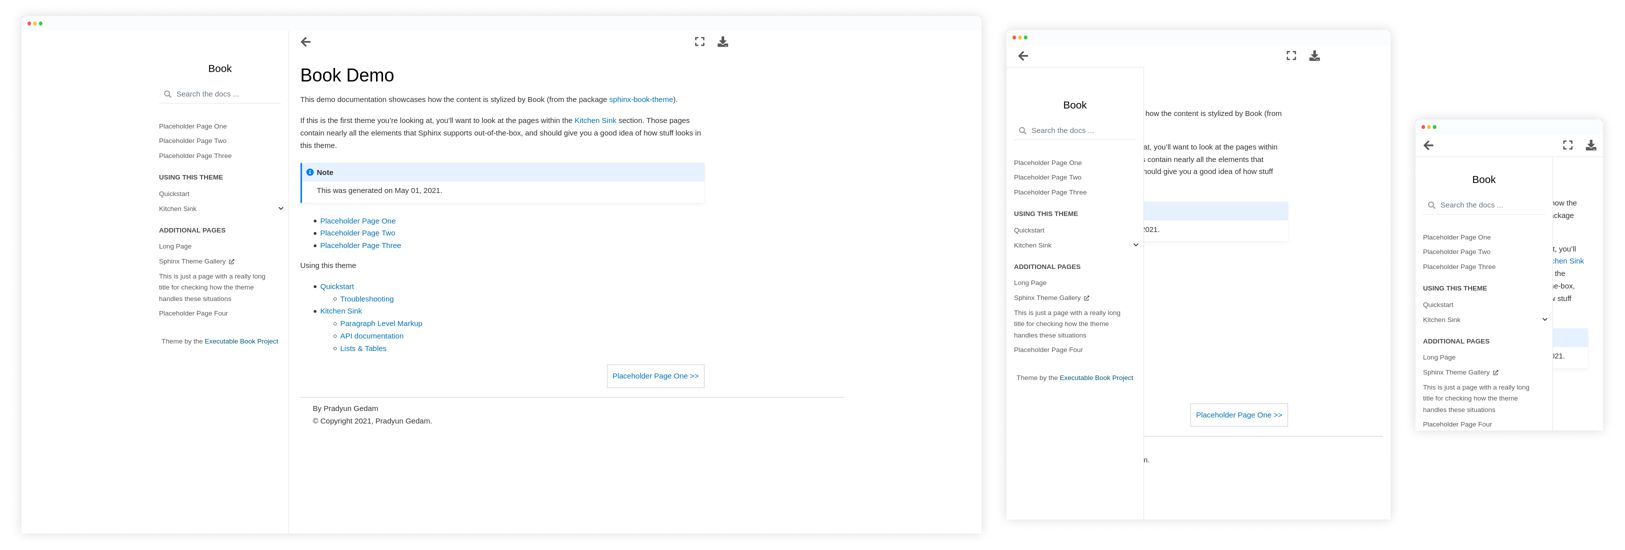 Book
Search the docs ...
Placeholder Page One
Placeholder Page Two
Placeholder Page Three
USING THIS THEME
Quickstart
Kitchen Sink
ADDITIONAL PAGES
Long Page
Sphinx Theme Gallery
This is just a page with a really long
title for checking how the theme
handles these situations
Placeholder Page Four
Theme by the Executable Book Project
Book Demo
This demo documentation showcases how the content is stylized by Book (from the package sphinx-book-theme).
If this is the first theme you're looking at, you'll want to look at the pages within the Kitchen Sink section. Those pages
contain nearly all the elements that Sphinx supports out-of-the-box, and should give you a good idea of how stuff looks in
this theme.
Note
This was generated on May 01, 2021.
Placeholder Page One
Placeholder Page Two
Placeholder Page Three
Using this theme
Quickstart
Troubleshooting
Kitchen Sink
Paragraph Level Markup
API documentation
Lists & Tables
Placeholder Page One >>
By Pradyun Gedam
© Copyright 2021, Pradyun Gedam.
Book
Search the docs ...
Placeholder Page One
Placeholder Page Two
Placeholder Page Three
USING THIS THEME
Quickstart
Kitchen Sink
ADDITIONAL PAGES
Long Page
Sphinx Theme Gallery
This is just a page with a really long
title for checking how the theme
handles these situations
Placeholder Page Four
Theme by the Executable Book Project
how the content is stylized by Book (from
at, you'll want to look at the pages within
contain nearly all the elements that
hould give you a good idea of how stuff
2021.
Placeholder Page One >>
m.
Book
Search the docs ...
Placeholder Page One
Placeholder Page Two
Placeholder Page Three
USING THIS THEME
Quickstart
Kitchen Sink
ADDITIONAL PAGES
Long Page
Sphinx Theme Gallery
This is just a page with a really long
title for checking how the theme
handles these situations
Placeholder Page Four
how the
ckage
t, you'll
chen Sink
the
e-box,
stuff
021.